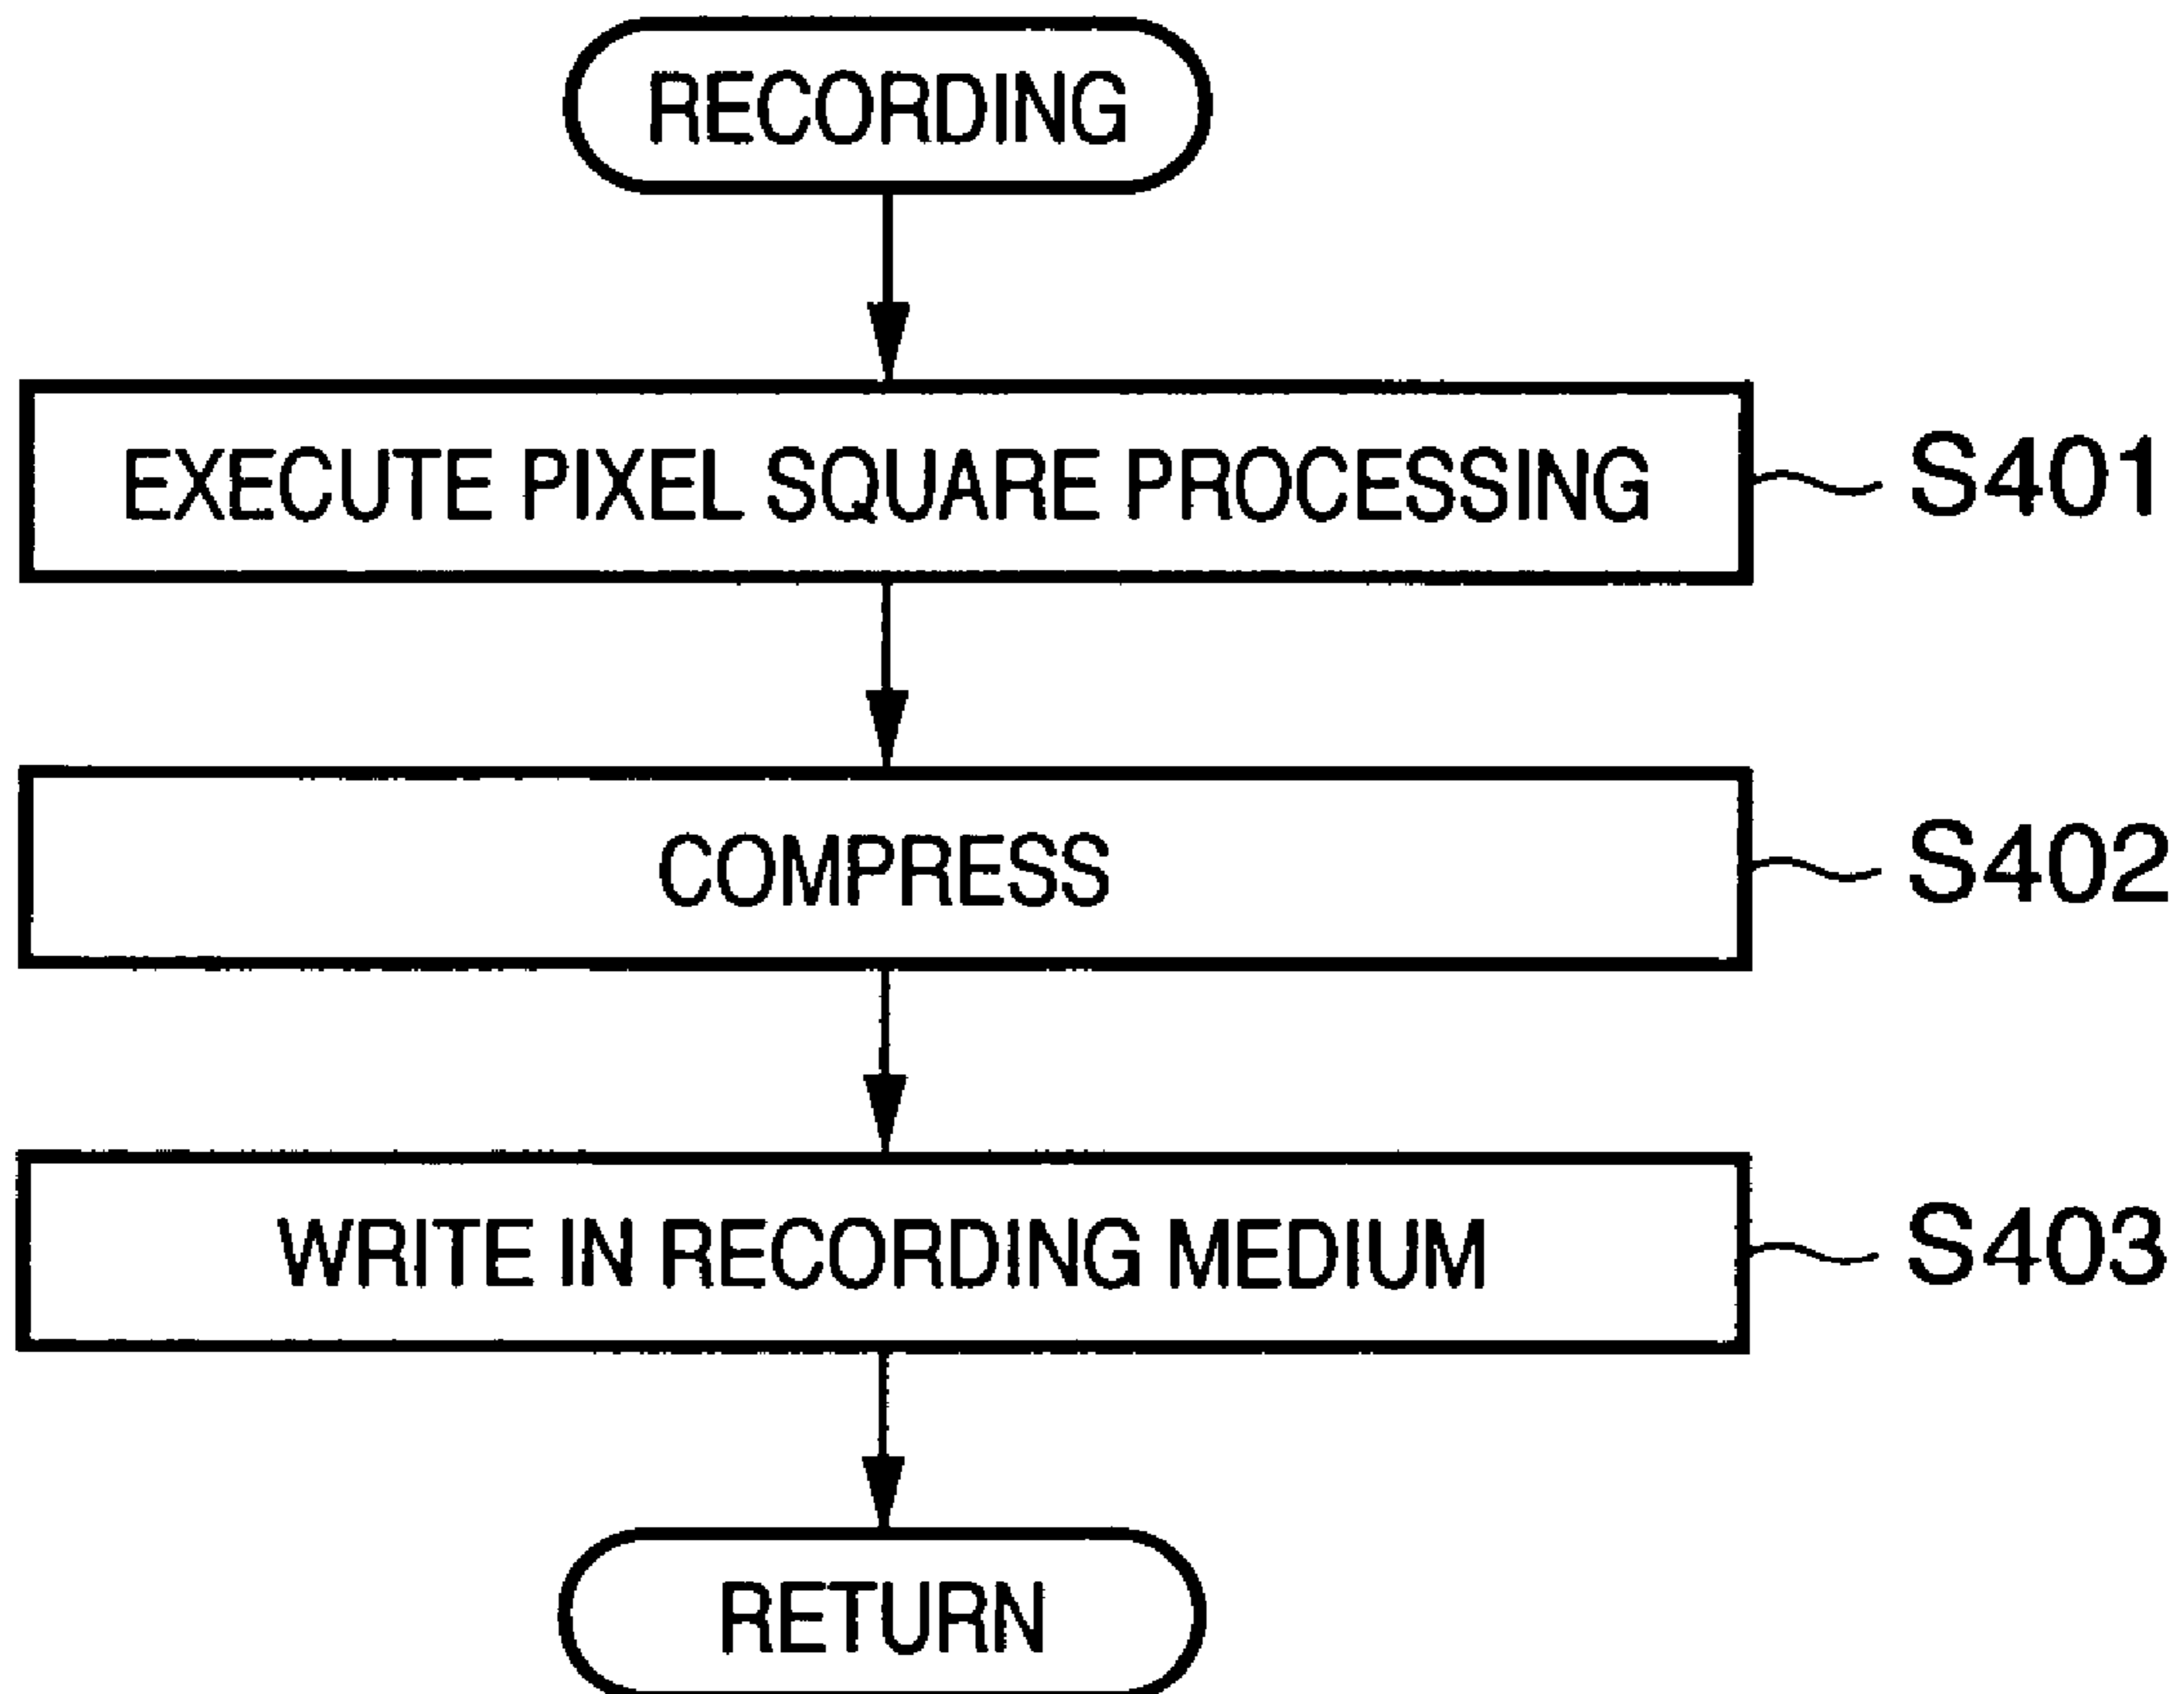 RECORDING
EXECUTE PIXEL SQUARE PROCESSING S401
COMPRESS S402
WRITE IN RECORDING MEDIUM S403
RETURN